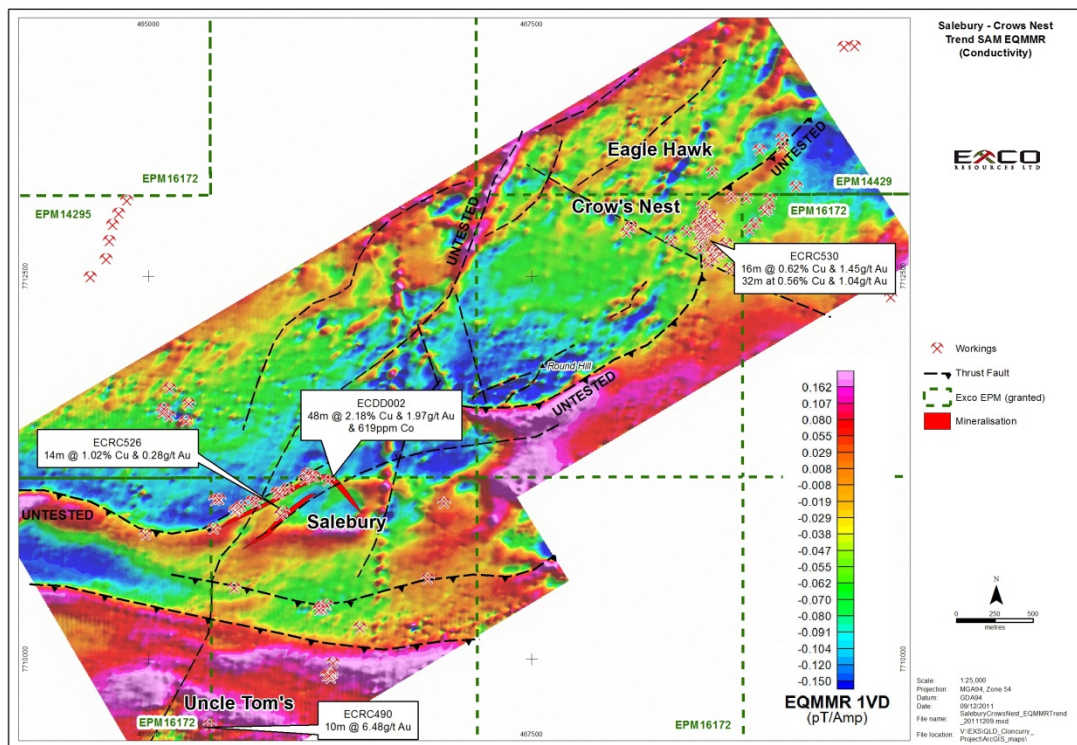 465000
467500
Salebury - Crows Nest
Trend SAM EQMMR
(Conductivity)
EXCO
RESOURCES LTD
EPM16172
EPM14295
Eagle Hawk
UNTESTED
EPM14429
EPM16172
Crow's Nest
UNTESTED
ECRC530
16m @ 0.62% Cu & 1.45g/t Au
32m at 0.56% Cu & 1.04g/t Au
7712500
7712500
Round Hill
UNTESTED
Workings
Thrust Fault
Exco EPM (granted)
Mineralisation
ECDD002
48m @ 2.18% Cu & 1.97g/t Au
& 619ppm Co
ECRC526
14m @ 1.02% Cu & 0.28g/t Au
UNTESTED
Salebury
0.162
0.107
0.080
0.055
0.029
0.008
-0.008
-0.019
-0.029
-0.038
-0.047
-0.055
-0.062
-0.070
-0.080
-0.091
-0.104
-0.120
-0.150
EQMMR 1VD
(pT/Amp)
N
0 250 500
metres
7710000
7710000
Uncle Tom's
EPM16172
ECRC490
10m @ 6.48g/t Au
EPM16172
465000
467500
Scale: 1:25,000
Projection: MGA94, Zone 54
Datum: GDA94
Date: 09/12/2011
File name: SaleburyCrowsNest_EQMMRTrend
_20111209.mxd
File location: V:\EXS\QLD_Cloncurry_
Project\ArcGIS_maps\